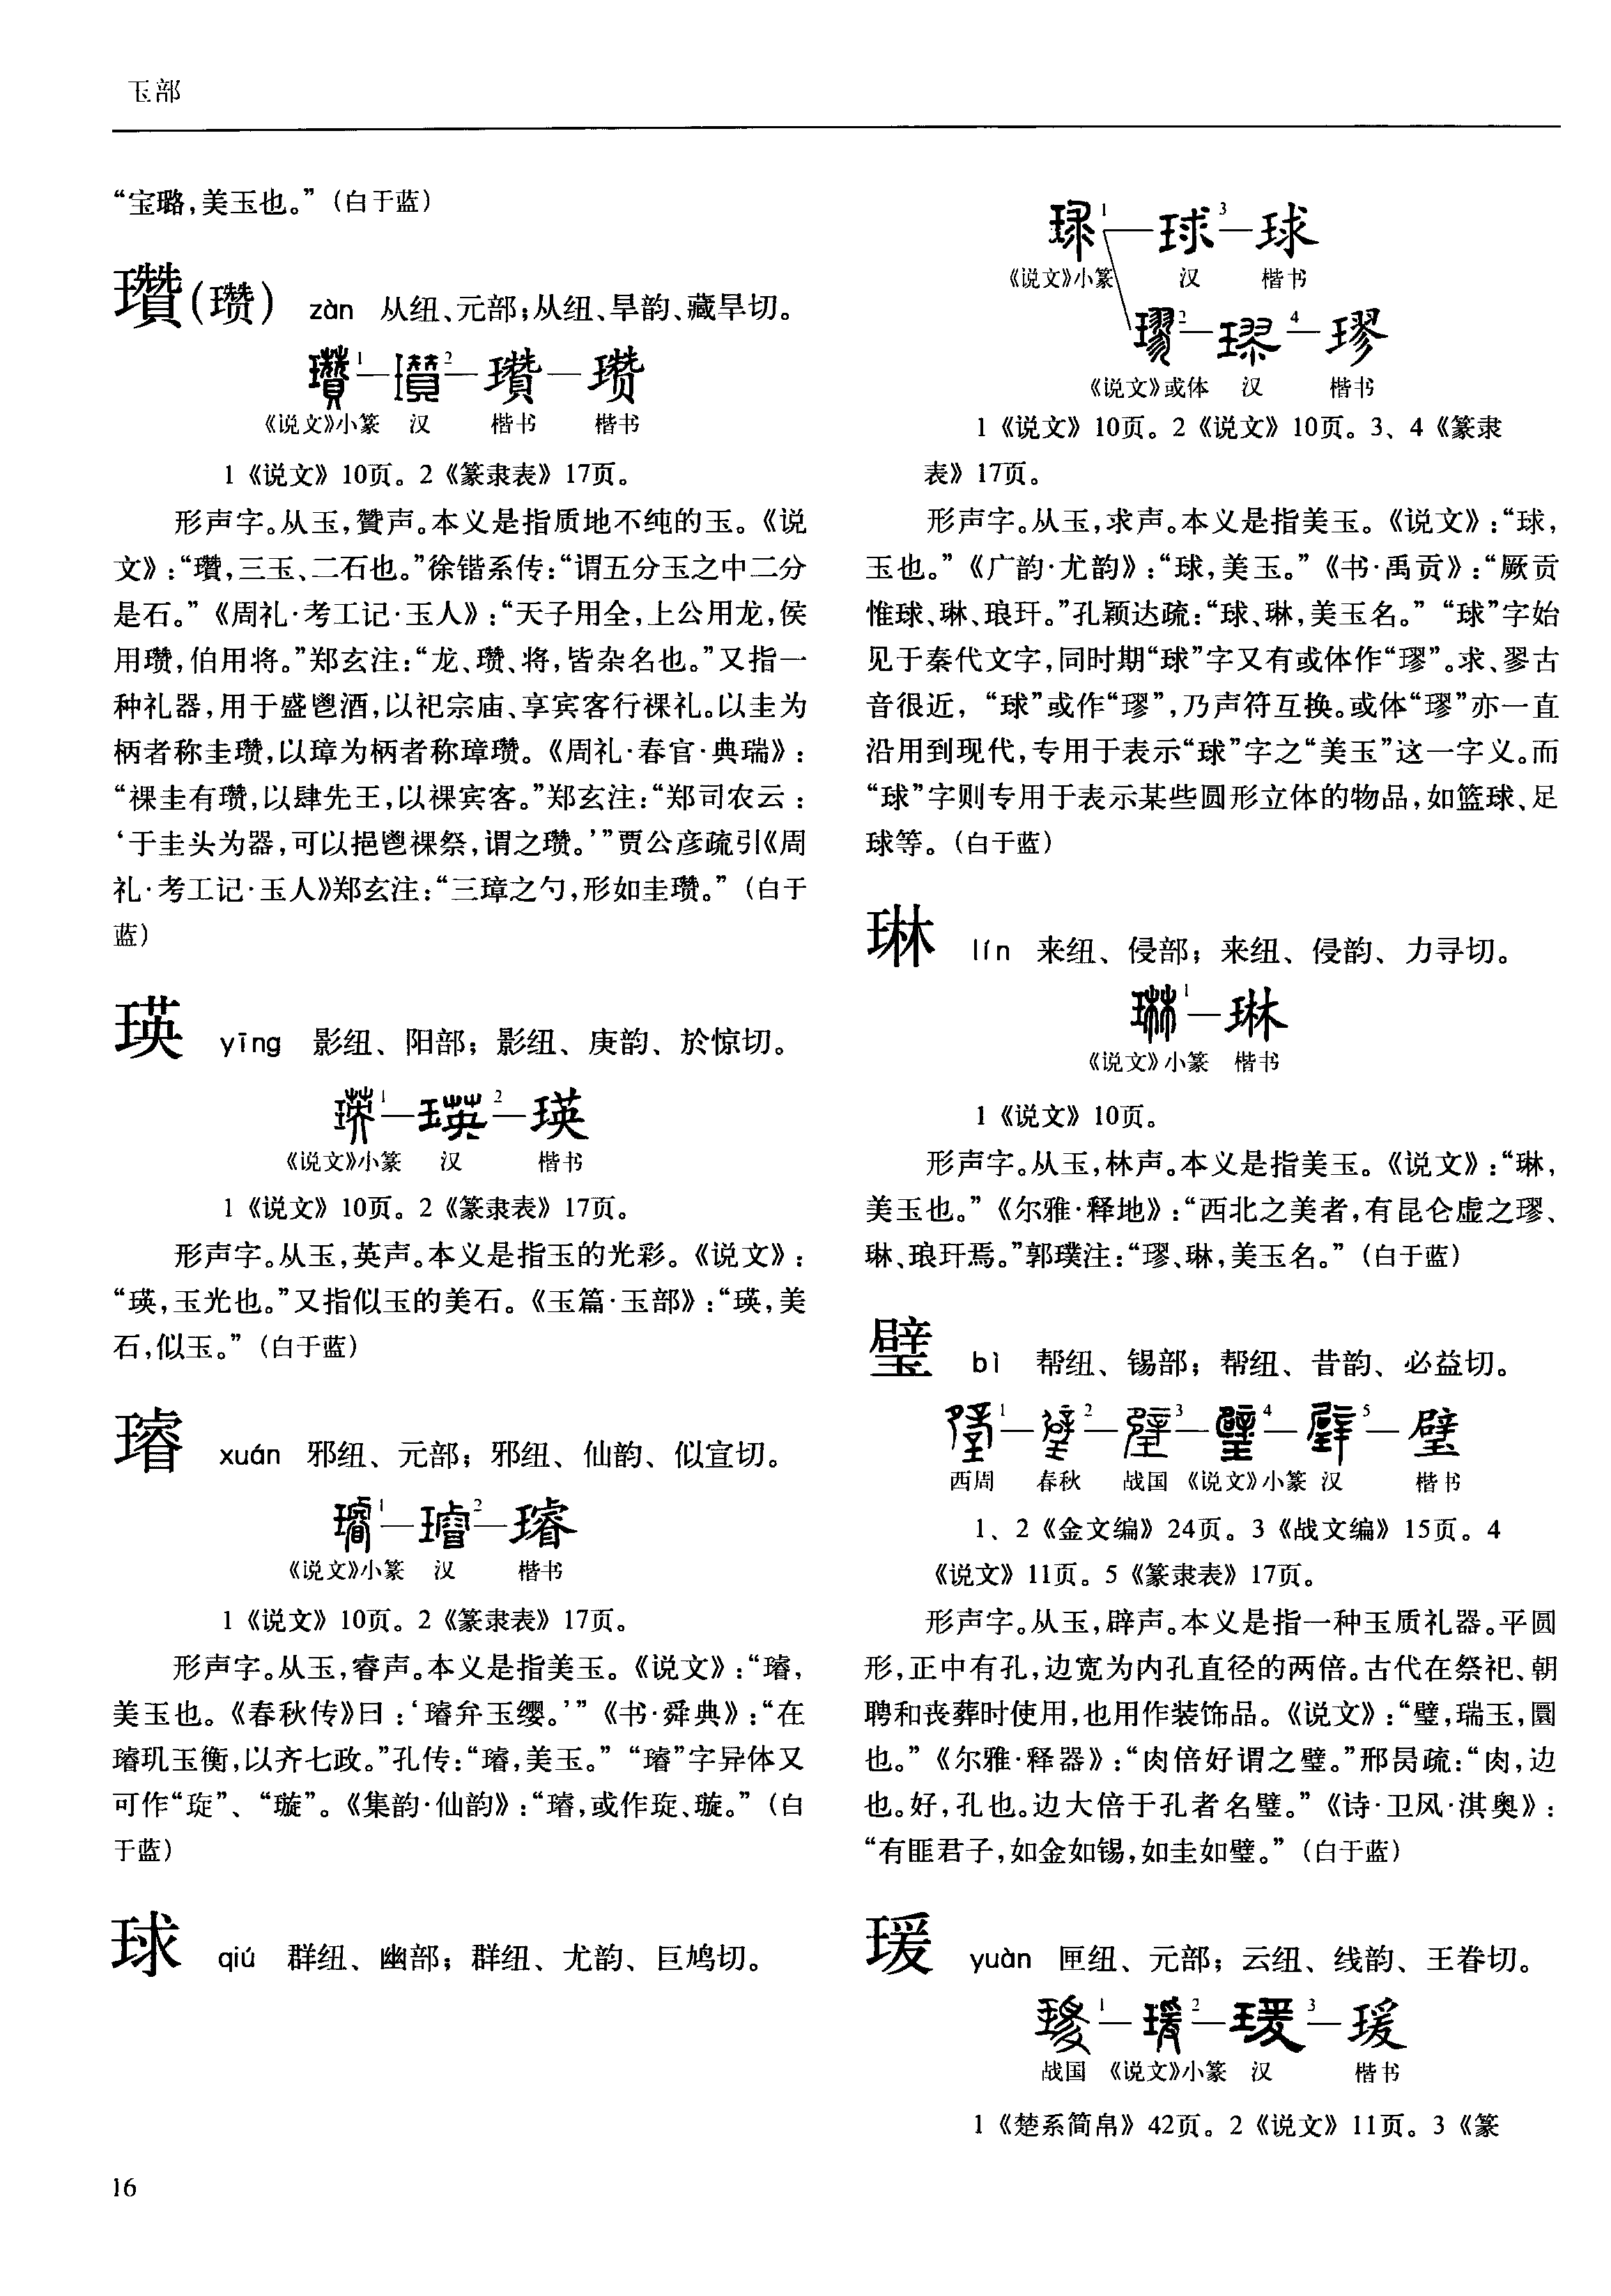 玉部
“宝璐，美玉也。”（白于蓝）
瓚（瓒） zàn 从纽、元部；从纽、旱韵、藏旱切。
瓚1—瓚2—瓚—瓒
《说文》小篆 汉 楷书 楷书
1《说文》10页。2《篆隶表》17页。
形声字。从玉，贊声。本义是指质地不纯的玉。《说
文》：“瓒，三玉、二石也。”徐锴系传：“谓五分玉之中二分
是石。”《周礼·考工记·玉人》：“天子用全，上公用龙，侯
用瓒，伯用将。”郑玄注：“龙、瓒、将，皆杂名也。”又指一
种礼器，用于盛鬯酒，以祀宗庙、享宾客行祼礼。以圭为
柄者称圭瓒，以璋为柄者称璋瓒。《周礼·春官·典瑞》：
“祼圭有瓒，以肆先王，以祼宾客。”郑玄注：“郑司农云：
‘于圭头为器，可以挹鬯祼祭，谓之瓒。’”贾公彦疏引《周
礼·考工记·玉人》郑玄注：“三璋之勺，形如圭瓒。”（白于
蓝）
瑛 yīng 影纽、阳部；影纽、庚韵、於惊切。
瑛1—瑛2—瑛
《说文》小篆 汉 楷书
1《说文》10页。2《篆隶表》17页。
形声字。从玉，英声。本义是指玉的光彩。《说文》：
“瑛，玉光也。”又指似玉的美石。《玉篇·玉部》：“瑛，美
石，似玉。”（白于蓝）
璿 xuán 邪纽、元部；邪纽、仙韵、似宣切。
璿1—璿2—璿
《说文》小篆 汉 楷书
1《说文》10页。2《篆隶表》17页。
形声字。从玉，睿声。本义是指美玉。《说文》：“璿，
美玉也。《春秋传》曰：‘璿弁玉缨。’”《书·舜典》：“在
璿玑玉衡，以齐七政。”孔传：“璿，美玉。”“璿”字异体又
可作“琁”、“璇”。《集韵·仙韵》：“璿，或作琁、璇。”（白
于蓝）
球 qiú 群纽、幽部；群纽、尤韵、巨鸠切。
球1—球3—球
《说文》小篆 汉 楷书
璆2—璆4—璆
《说文》或体 汉 楷书
1《说文》10页。2《说文》10页。3、4《篆隶
表》17页。
形声字。从玉，求声。本义是指美玉。《说文》：“球，
玉也。”《广韵·尤韵》：“球，美玉。”《书·禹贡》：“厥贡
惟球、琳、琅玕。”孔颖达疏：“球、琳，美玉名。”“球”字始
见于秦代文字，同时期“球”字又有或体作“璆”。求、翏古
音很近，“球”或作“璆”，乃声符互换。或体“璆”亦一直
沿用到现代，专用于表示“球”字之“美玉”这一字义。而
“球”字则专用于表示某些圆形立体的物品，如篮球、足
球等。（白于蓝）
琳 lín 来纽、侵部；来纽、侵韵、力寻切。
琳1—琳
《说文》小篆 楷书
1《说文》10页。
形声字。从玉，林声。本义是指美玉。《说文》：“琳，
美玉也。”《尔雅·释地》：“西北之美者，有昆仑虚之璆、
琳、琅玕焉。”郭璞注：“璆、琳，美玉名。”（白于蓝）
璧 bì 帮纽、锡部；帮纽、昔韵、必益切。
璧1—璧2—璧3—璧4—璧5—璧
西周 春秋 战国 《说文》小篆 汉 楷书
1、2《金文编》24页。3《战文编》15页。4
《说文》11页。5《篆隶表》17页。
形声字。从玉，辟声。本义是指一种玉质礼器。平圆
形，正中有孔，边宽为内孔直径的两倍。古代在祭祀、朝
聘和丧葬时使用，也用作装饰品。《说文》：“璧，瑞玉，圜
也。”《尔雅·释器》：“肉倍好谓之璧。”邢昺疏：“肉，边
也。好，孔也。边大倍于孔者名璧。”《诗·卫风·淇奥》：
“有匪君子，如金如锡，如圭如璧。”（白于蓝）
瑗 yuàn 匣纽、元部；云纽、线韵、王眷切。
瑗1—瑗2—瑗3—瑗
战国 《说文》小篆 汉 楷书
1《楚系简帛》42页。2《说文》11页。3《篆
16